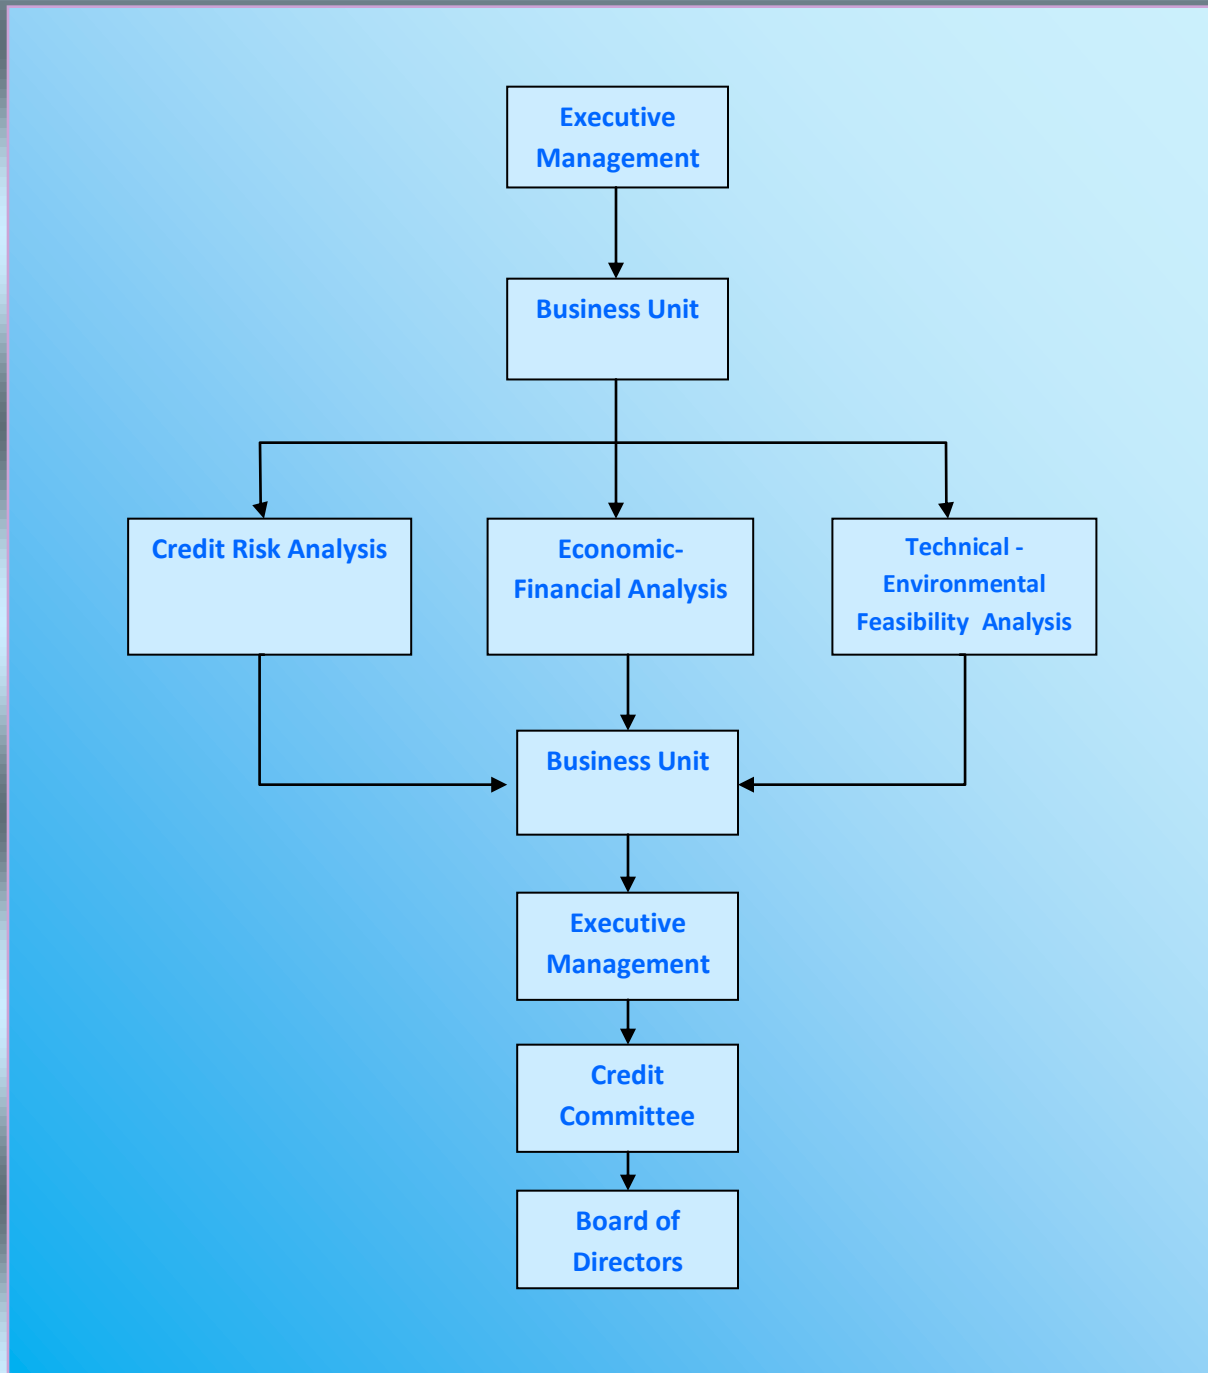 Executive
Management
Business Unit
Credit Risk Analysis
Economic-
Financial Analysis
Technical -
Environmental
Feasibility  Analysis
Business Unit
Executive
Management
Credit
Committee
Board of
Directors